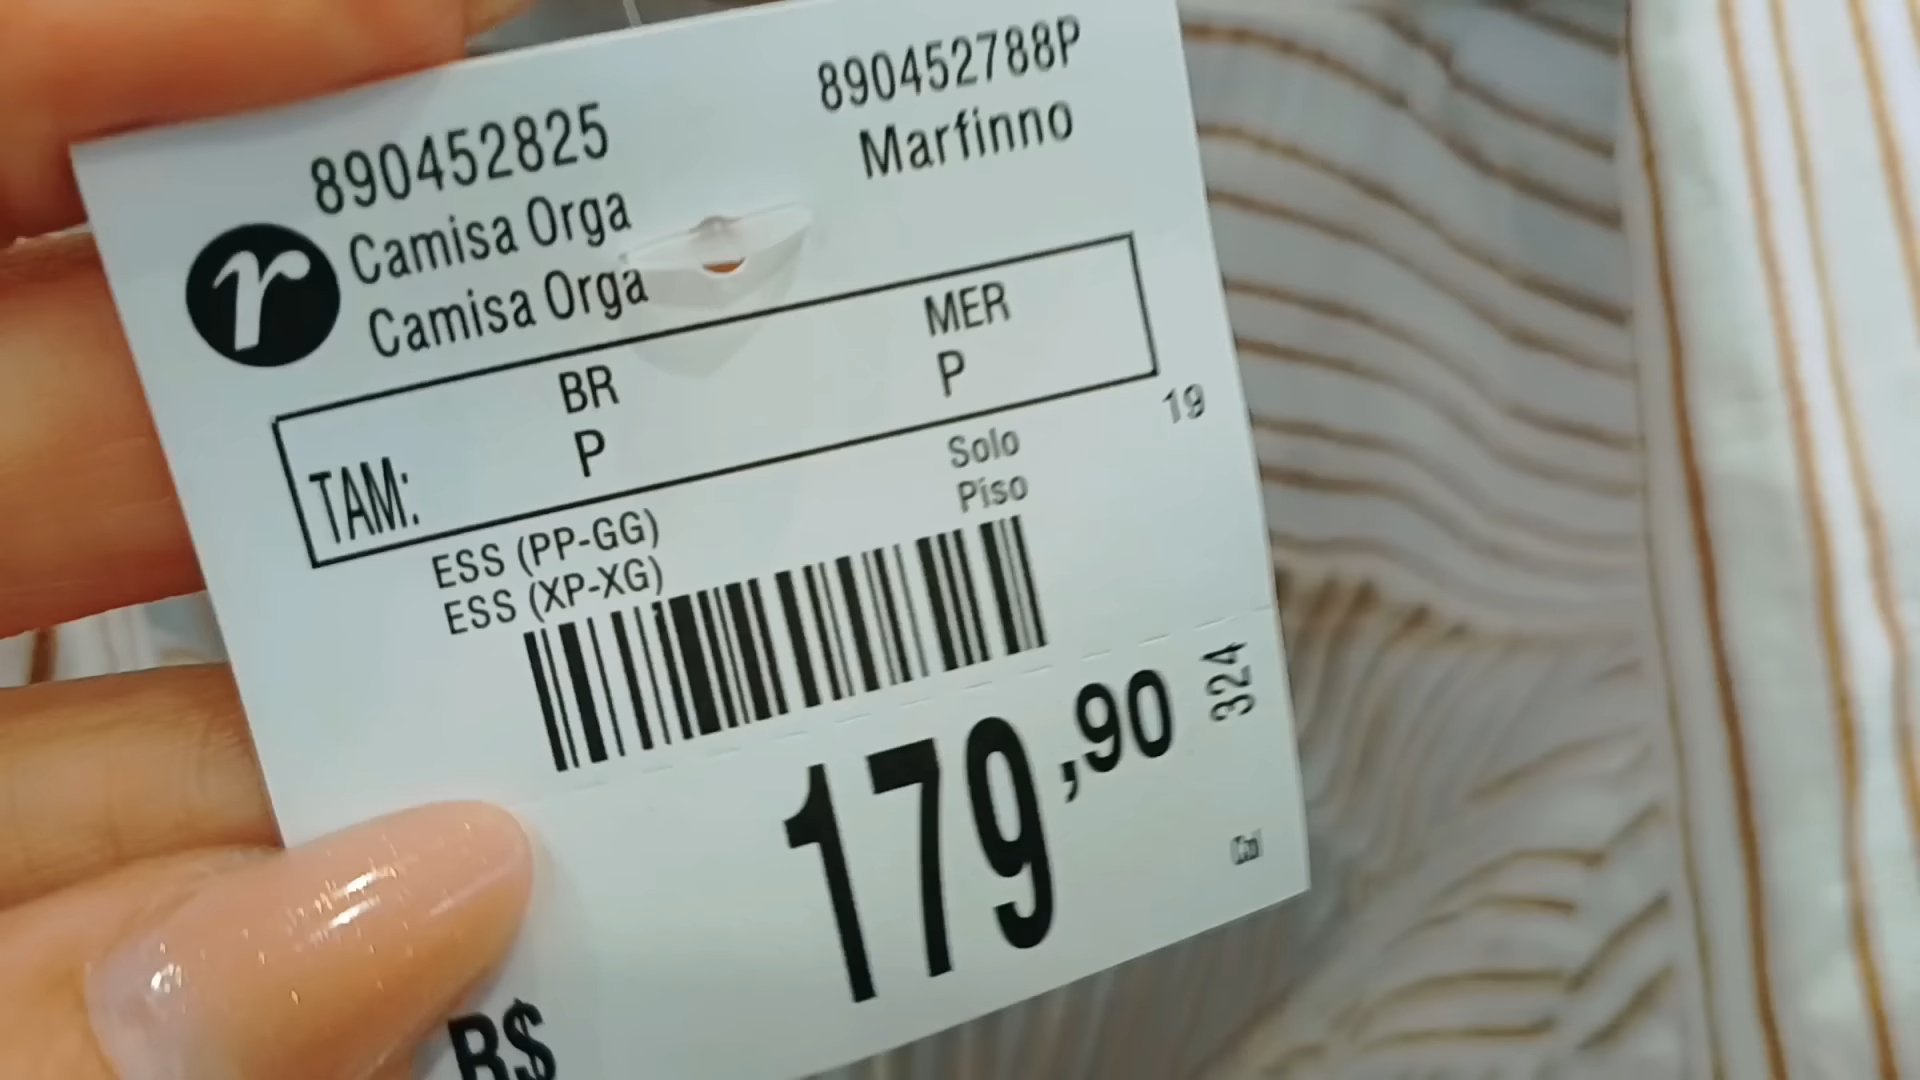 890452825
890452788P
Camisa Orga
Marfinno
Camisa Orga
r
BR
MER
TAM:
P
P
19
ESS (PP-GG)
Solo
ESS (XP-XG)
Piso
324
R$ 179,90